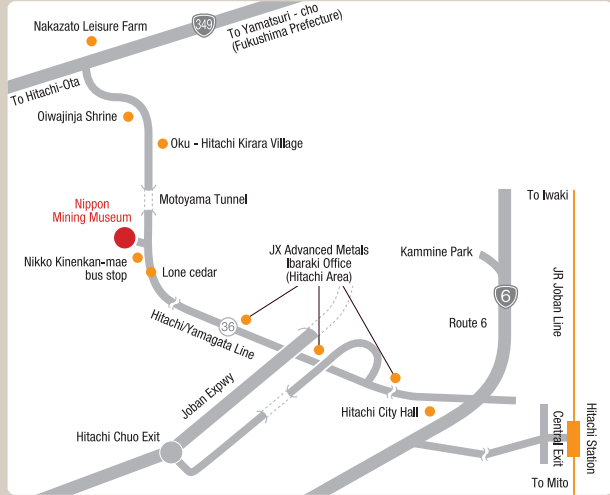 Nakazato Leisure Farm
349
To Yamatsuri - cho
(Fukushima Prefecture)
To Hitachi-Ota
Oiwajinja Shrine
Oku - Hitachi Kirara Village
Motoyama Tunnel
Nippon
Mining Museum
Nikko Kinenkan-mae
bus stop
Lone cedar
JX Advanced Metals
Ibaraki Office
(Hitachi Area)
Kammine Park
To Iwaki
JR Joban Line
6
Route 6
36
Hitachi/Yamagata Line
Joban Expwy
Hitachi Chuo Exit
Hitachi City Hall
Central Exit
Hitachi Station
To Mito